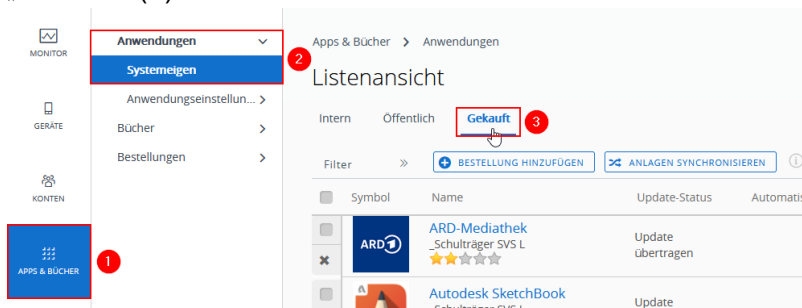 MONITOR
GERÄTE
KONTEN
APPS & BÜCHER
1
Anwendungen
2
Systemeigen
Anwendungseinstellun...
Bücher
Bestellungen
Apps & Bücher > Anwendungen
Listenansicht
Intern Öffentlich Gekauft 3
Filter » BESTELLUNG HINZUFÜGEN ANLAGEN SYNCHRONISIEREN
Symbol Name Update-Status Automatis
ARD 1 ARD-Mediathek
_Schulträger SVS L
Update
übertragen
Autodesk SketchBook
Update